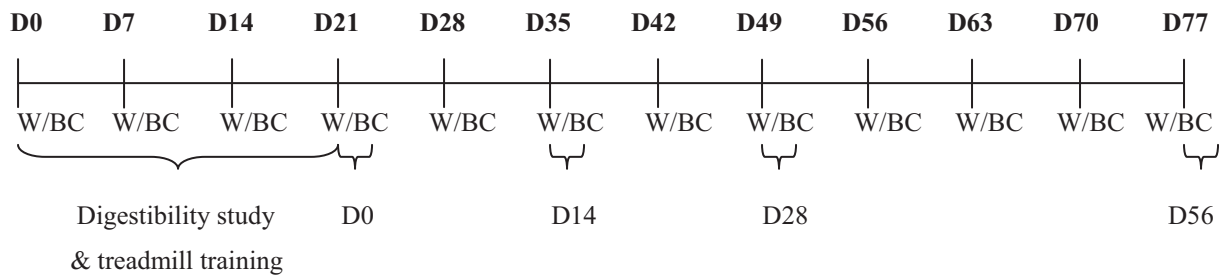 D0 D7 D14 D21 D28 D35 D42 D49 D56 D63 D70 D77
W/BC W/BC W/BC W/BC W/BC W/BC W/BC W/BC W/BC W/BC W/BC W/BC
Digestibility study D0 D14 D28 D56
& treadmill training